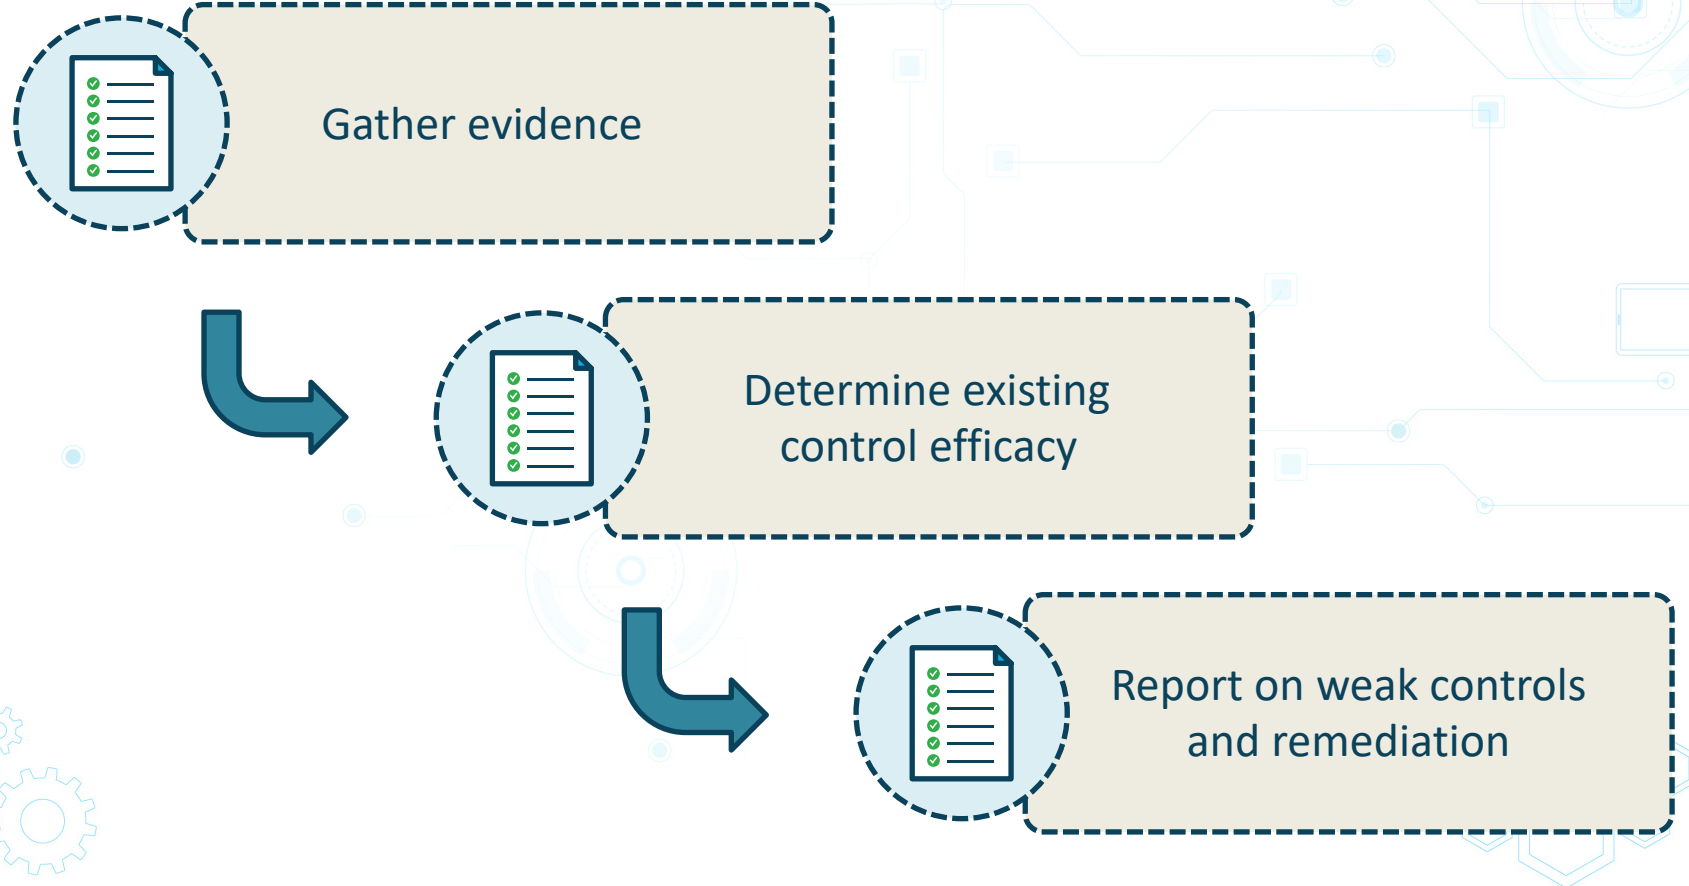 Gather evidence
Determine existing
control efficacy
Report on weak controls
and remediation